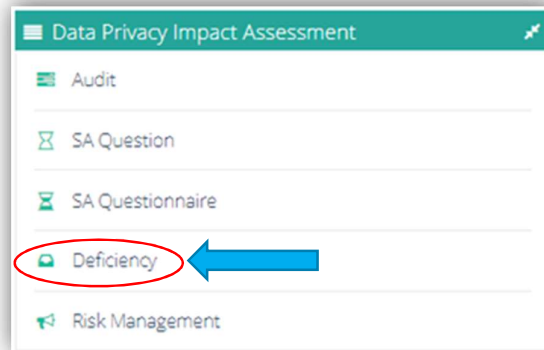 Data Privacy Impact Assessment
Audit
SA Question
SA Questionnaire
Deficiency
Risk Management